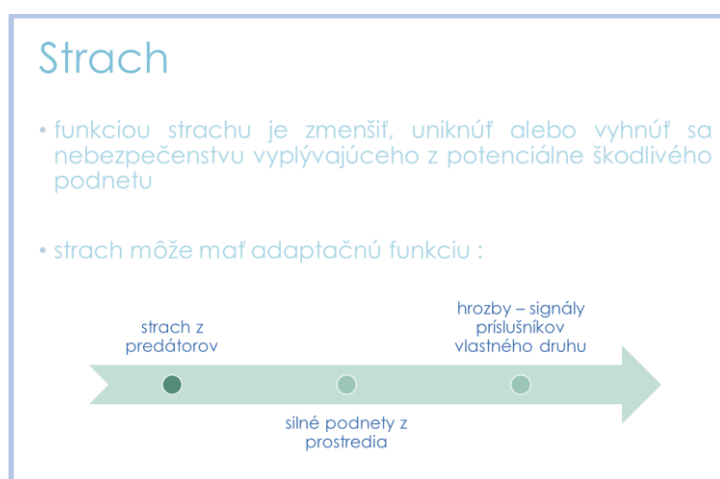 Strach
• funkciou strachu je zmenšiť, uniknúť alebo vyhnúť sa
nebezpečenstvu vyplývajúceho z potenciálne škodlivého
podnetu
• strach môže mať adaptačnú funkciu :
strach z
predátorov
silné podnety z
prostredia
hrozby – signály
príslušníkov
vlastného druhu